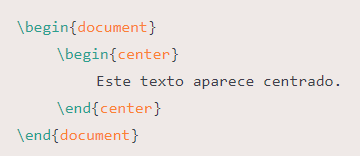 \begin{document}
\begin{center}
Este texto aparece centrado.
\end{center}
\end{document}